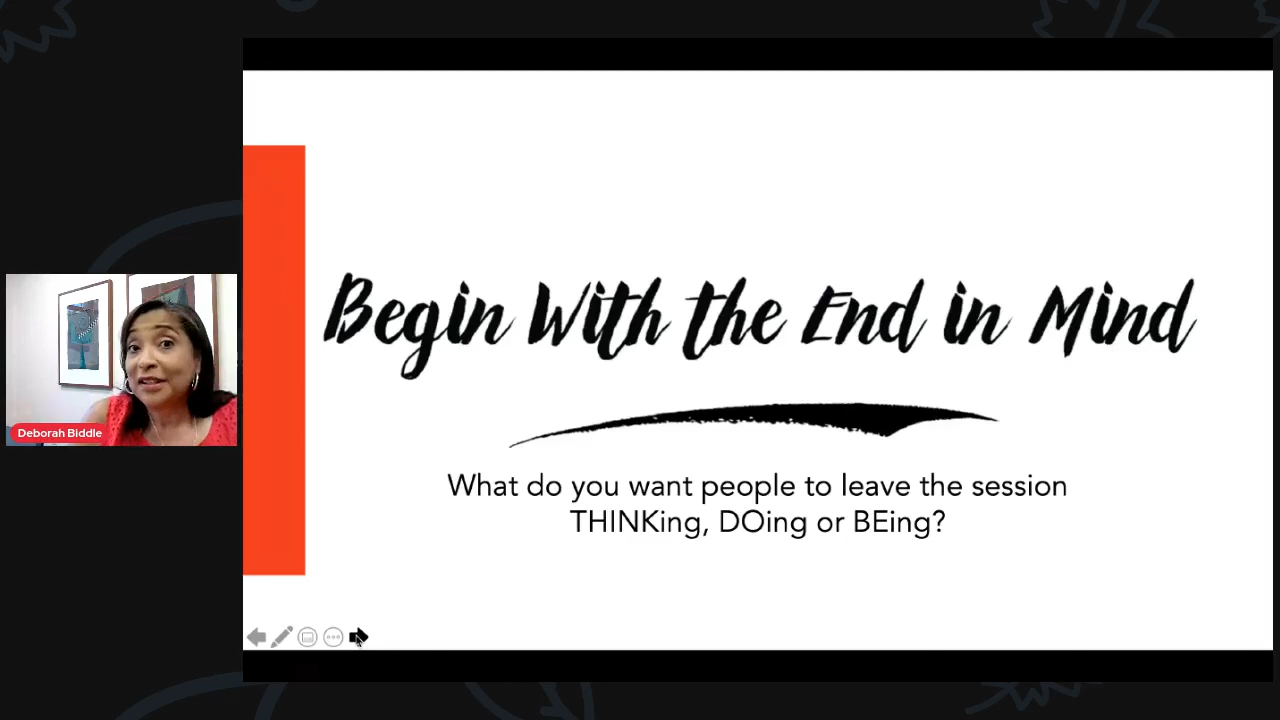 Begin With the End in Mind
What do you want people to leave the session
THINKing, DOing or BEing?
Deborah Biddle